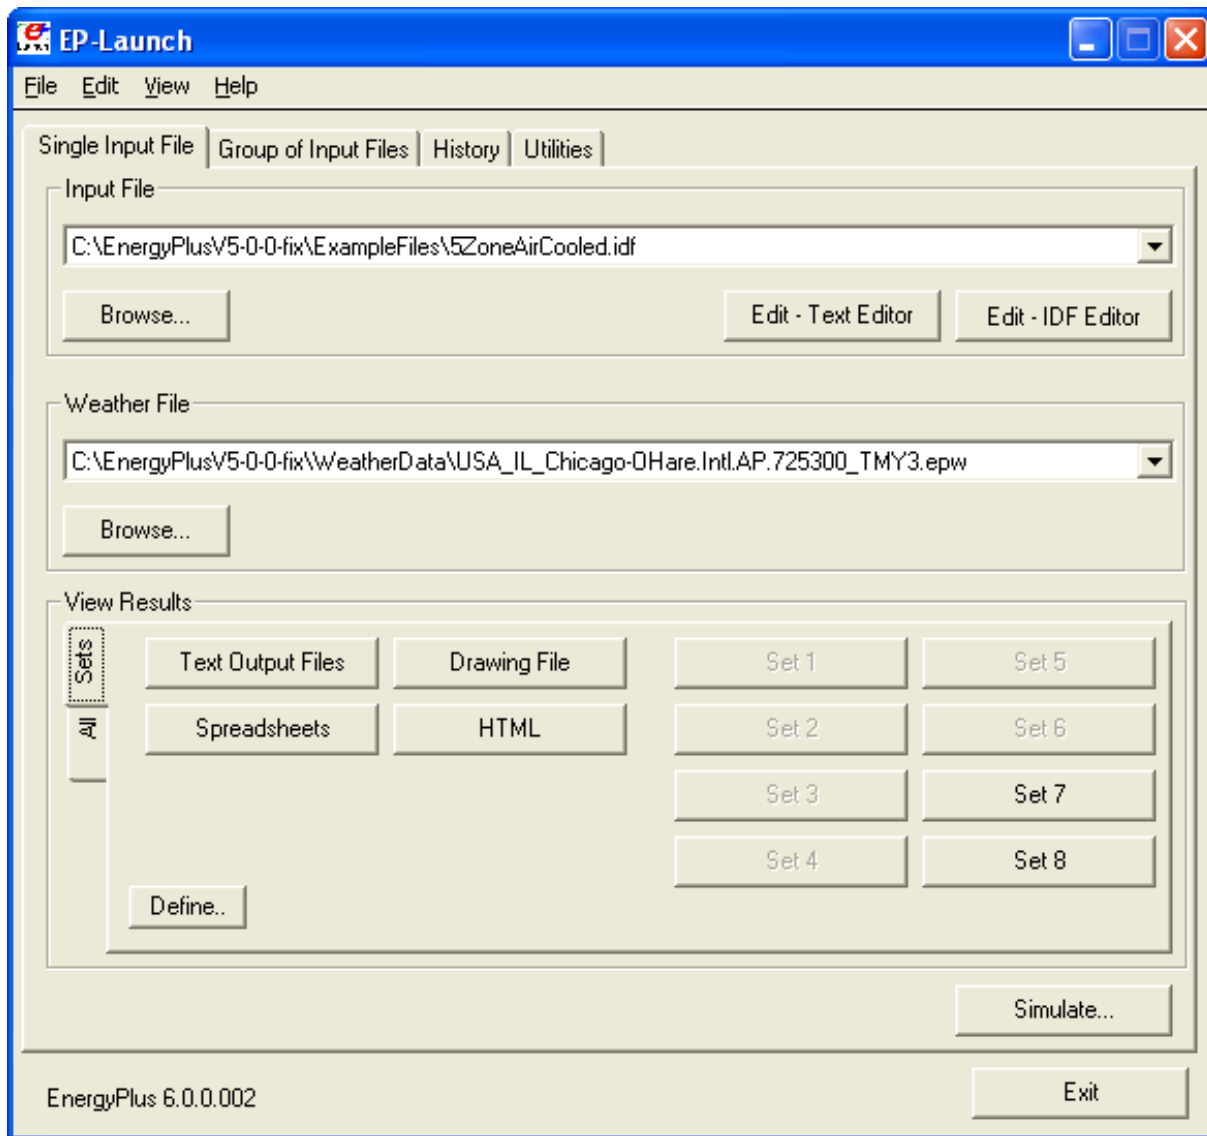 EP-Launch
File Edit View Help
Single Input File Group of Input Files History Utilities
Input File
C:\EnergyPlusV5-0-0-fix\ExampleFiles\5ZoneAirCooled.idf
Browse... Edit - Text Editor Edit - IDF Editor
Weather File
C:\EnergyPlusV5-0-0-fix\WeatherData\USA_IL_Chicago-OHare.Intl.AP.725300_TMY3.epw
Browse...
View Results
Sets Text Output Files Drawing File Set 1 Set 5
All Spreadsheets HTML Set 2 Set 6
Set 3 Set 7
Set 4 Set 8
Define..
Simulate...
EnergyPlus 6.0.0.002 Exit